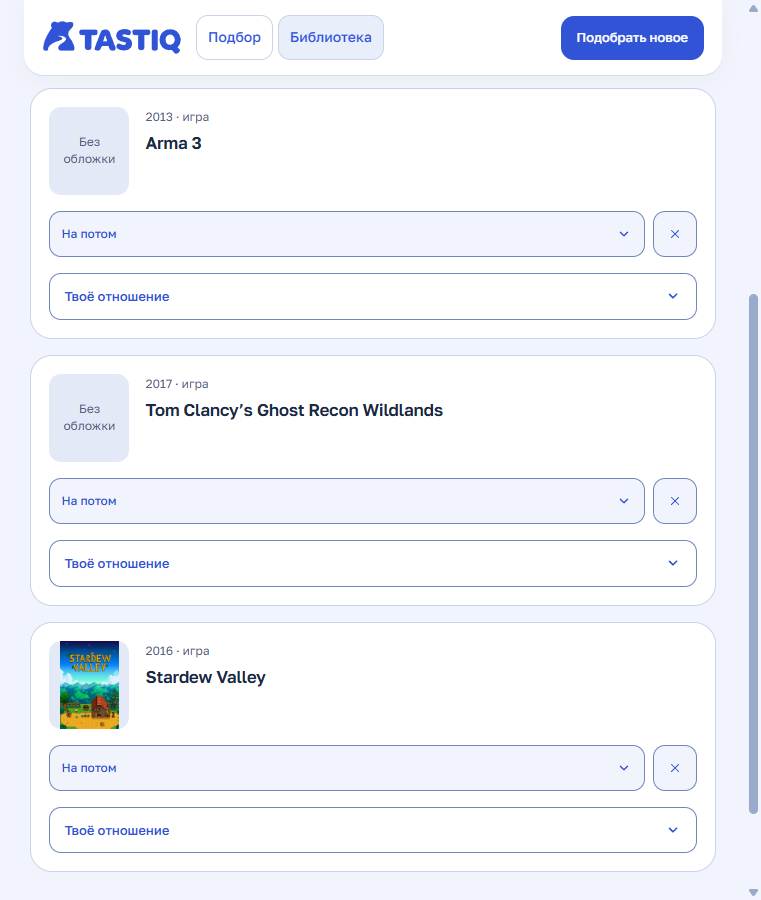 TASTIQ
Подбор
Библиотека
Подобрать новое
Без
обложки
2013 · игра
Arma 3
На потом
Твоё отношение
Без
обложки
2017 · игра
Tom Clancy’s Ghost Recon Wildlands
На потом
Твоё отношение
STARDEW
VALLEY
2016 · игра
Stardew Valley
На потом
Твоё отношение